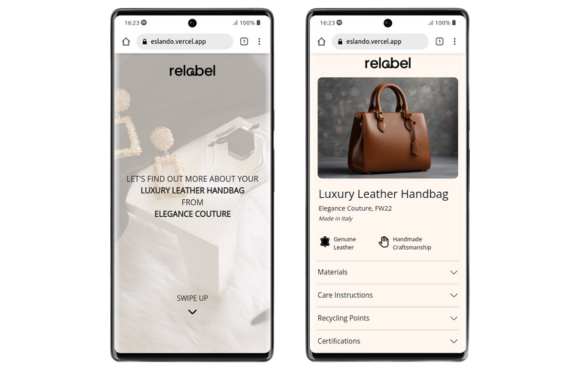 16:23
100%
eslando.vercel.app
1
relabel
LET'S FIND OUT MORE ABOUT YOUR
LUXURY LEATHER HANDBAG
FROM
ELEGANCE COUTURE
SWIPE UP
16:23
100%
eslando.vercel.app
1
relabel
Luxury Leather Handbag
Elegance Couture, FW22
Made in Italy
Genuine
Leather
Handmade
Craftsmanship
Materials
Care Instructions
Recycling Points
Certifications